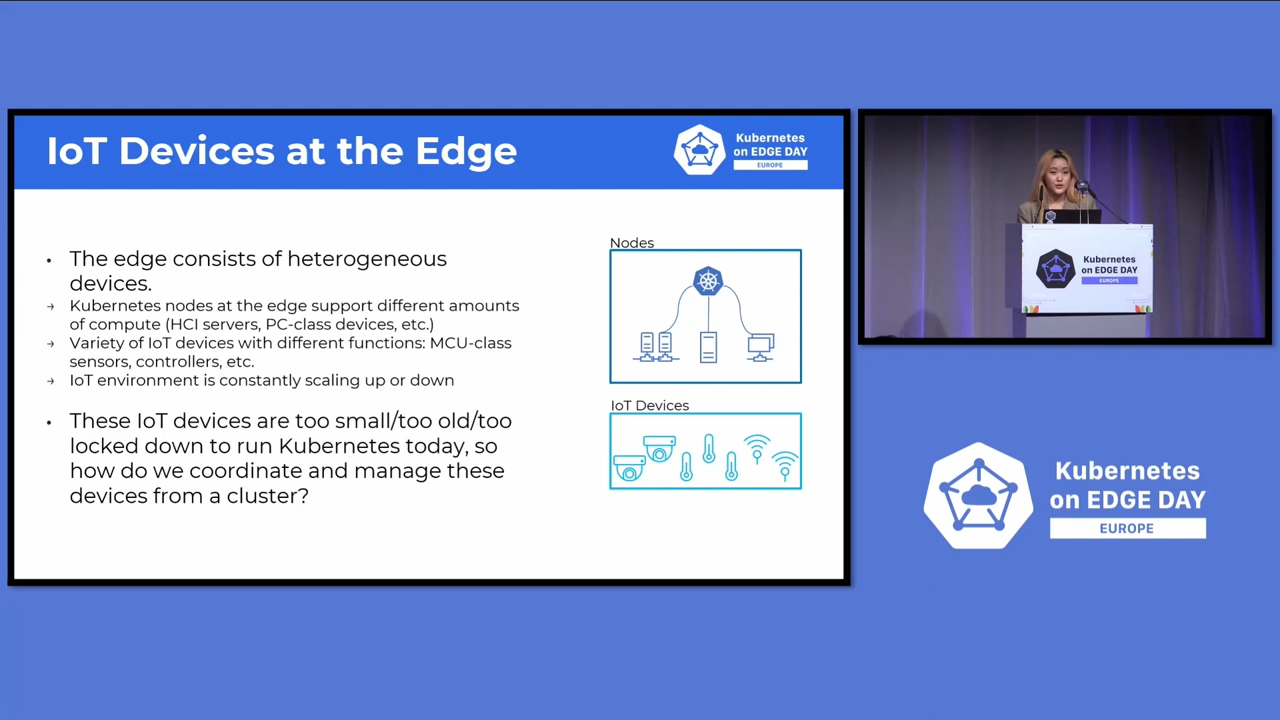 IoT Devices at the Edge
Kubernetes
on EDGE DAY
EUROPE
• The edge consists of heterogeneous
devices.
→ Kubernetes nodes at the edge support different amounts
of compute (HCI servers, PC-class devices, etc.)
→ Variety of IoT devices with different functions: MCU-class
sensors, controllers, etc.
→ IoT environment is constantly scaling up or down
• These IoT devices are too small/too old/too
locked down to run Kubernetes today, so
how do we coordinate and manage these
devices from a cluster?
Nodes
IoT Devices
Kubernetes
on EDGE DAY
EUROPE
Kubernetes
on EDGE DAY
EUROPE